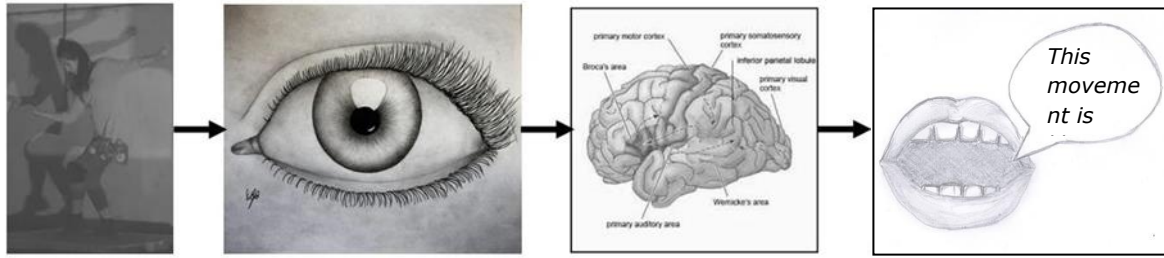 primary motor cortex
primary somatosensory
cortex
Broca's area
inferior parietal lobule
primary visual
cortex
Wernicke's area
primary auditory area
This
moveme
nt is